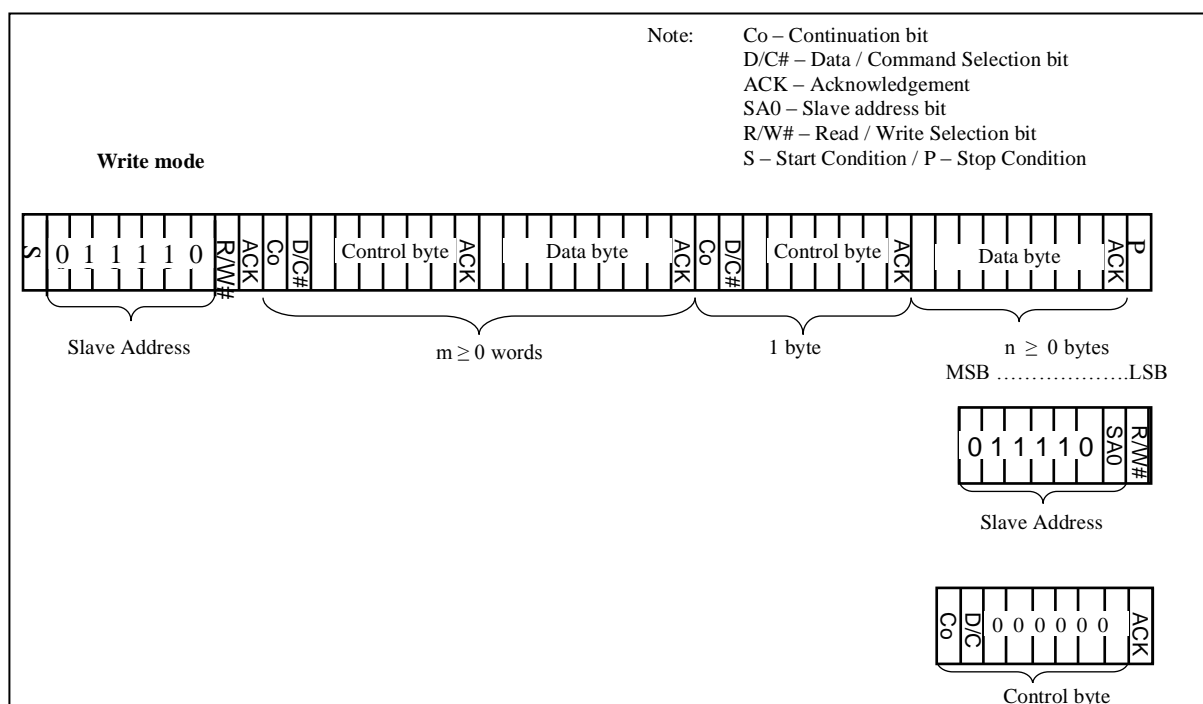 Note: Co – Continuation bit
D/C# – Data / Command Selection bit
ACK – Acknowledgement
SA0 – Slave address bit
R/W# – Read / Write Selection bit
S – Start Condition / P – Stop Condition
Write mode
S 0 1 1 1 1 0 R/W# ACK Co D/C# Control byte ACK Data byte ACK Co D/C# Control byte ACK Data byte ACK P
Slave Address m ≥ 0 words 1 byte n ≥ 0 bytes
MSB ………………..LSB
0 1 1 1 1 0 SA0 R/W#
Slave Address
Co D/C 0 0 0 0 0 0 ACK
Control byte